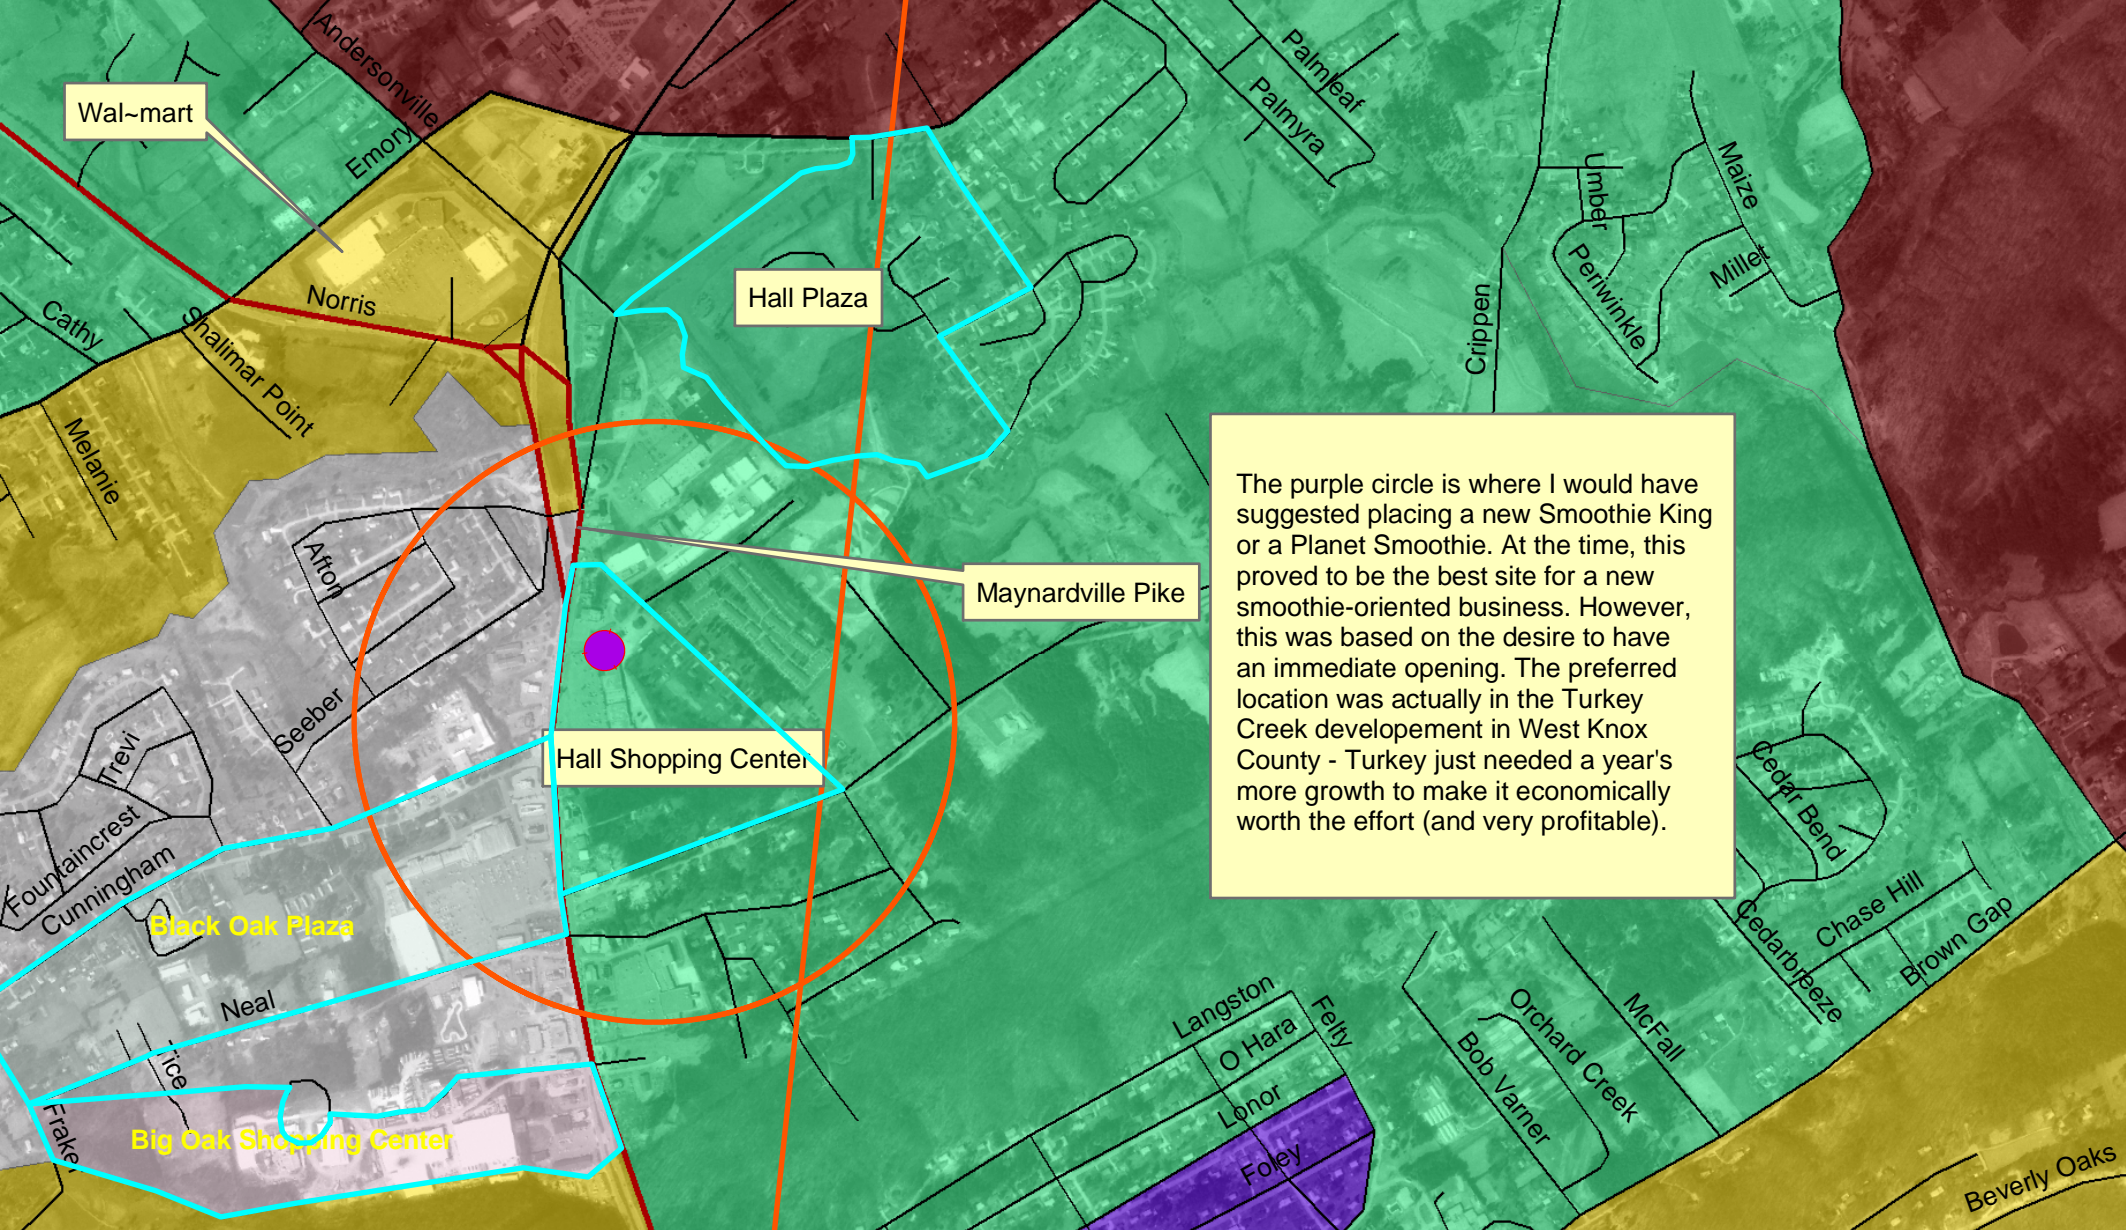 Andersonville
Palmleaf
Palmyra
Wal~mart
Emory
Umber
Maize
Hall Plaza
Norris
Periwinkle
Millet
Cathy
Shalimar Point
Crippen
Melanie
The purple circle is where I would have
suggested placing a new Smoothie King
or a Planet Smoothie. At the time, this
proved to be the best site for a new
smoothie-oriented business. However,
this was based on the desire to have
an immediate opening. The preferred
location was actually in the Turkey
Creek developement in West Knox
County - Turkey just needed a year's
more growth to make it economically
worth the effort (and very profitable).
Afton
Maynardville Pike
Seeber
Trevi
Hall Shopping Center
Cedar Bend
Fountaincrest
Cunningham
Black Oak Plaza
Chase Hill
Brown Gap
Cedarbreeze
Neal
Langston
Felty
O Hara
Orchard Creek
McFall
Tice
Bob Varner
Lonor
Fraker
Big Oak Shopping Center
Foley
Beverly Oaks